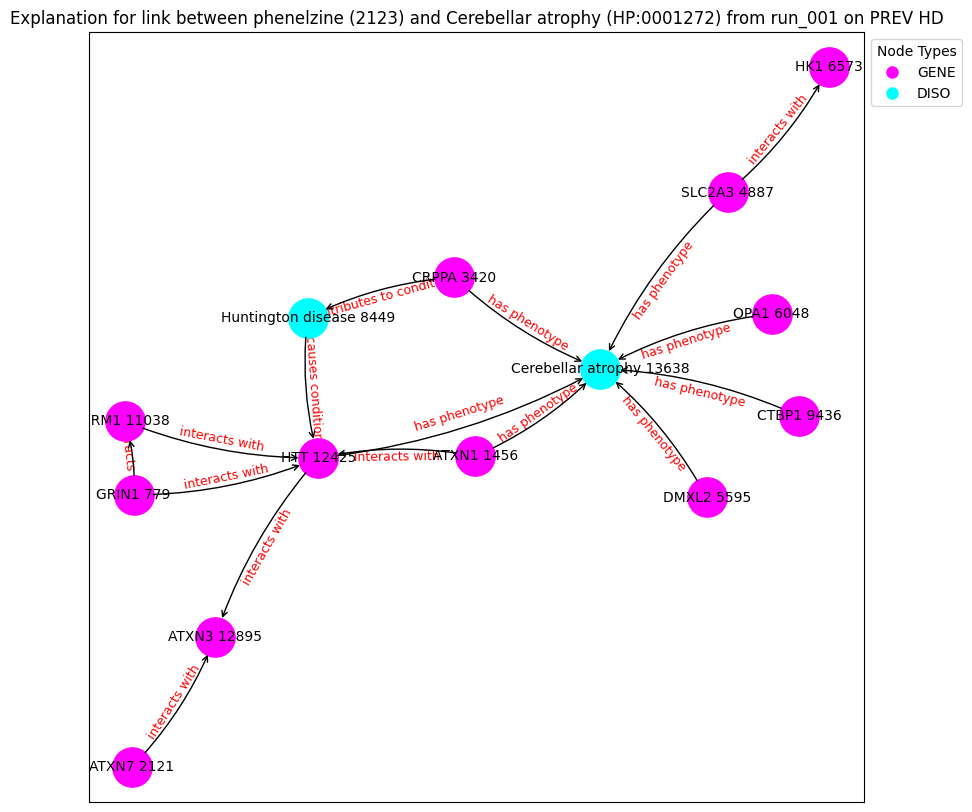 Explanation for link between phenelzine (2123) and Cerebellar atrophy (HP:0001272) from run_001 on PREV HD
Node Types
GENE
DISO
HK1 6573
interacts with
SLC2A3 4887
has phenotype
CRPPA 3420
tributes to condit
has phenotype
Huntington disease 8449
OPA1 6048
has phenotype
causes condition
Cerebellar atrophy 13638
has phenotype
CTBP1 9436
has phenotype
has phenotype
has phenotype
RM1 11038
interacts with
HTT 12425
interacts with
ATXN1 1456
acts
interacts with
GRIN1 779
DMXL2 5595
interacts with
ATXN3 12895
interacts with
ATXN7 2121